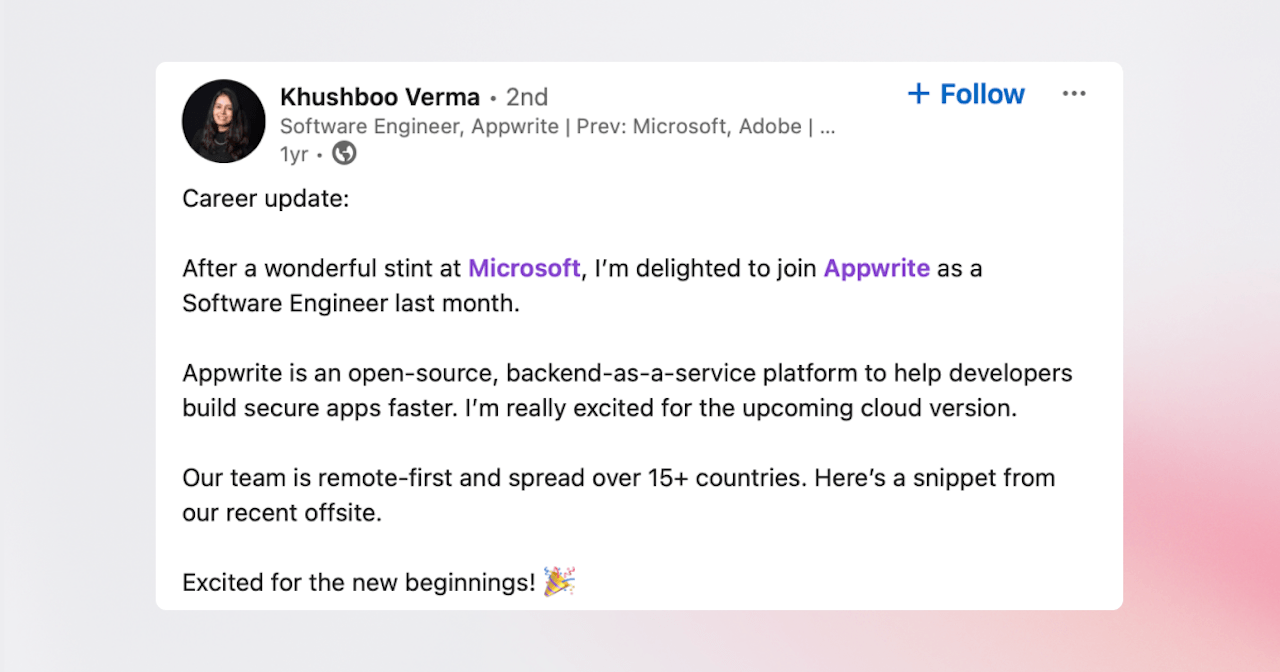 Khushboo Verma • 2nd
+ Follow
...
Software Engineer, Appwrite | Prev: Microsoft, Adobe | ...
1yr •
Career update:
After a wonderful stint at Microsoft, I’m delighted to join Appwrite as a
Software Engineer last month.
Appwrite is an open-source, backend-as-a-service platform to help developers
build secure apps faster. I’m really excited for the upcoming cloud version.
Our team is remote-first and spread over 15+ countries. Here’s a snippet from
our recent offsite.
Excited for the new beginnings! 🎉